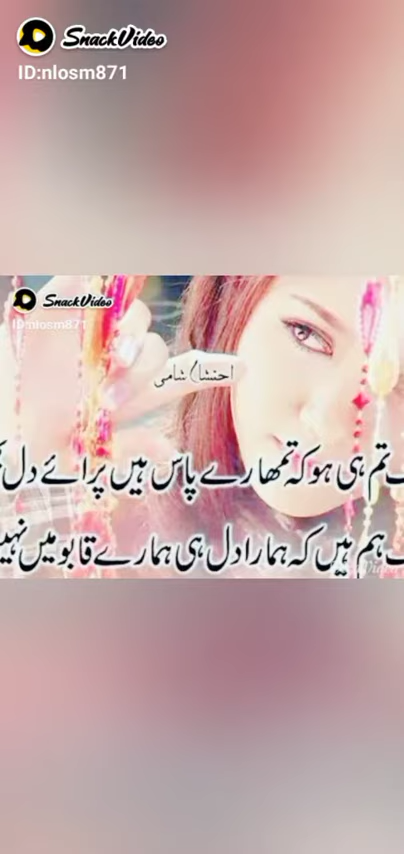 SnackVideo
ID:nlosm871
SnackVideo
ID:nlosm871
شامی
تم ہی ہو کہ تمھارے پاس ہیں پرائے دل
ہم ہیں کہ ہمارا دل ہی ہمارے قابو میں نہیں